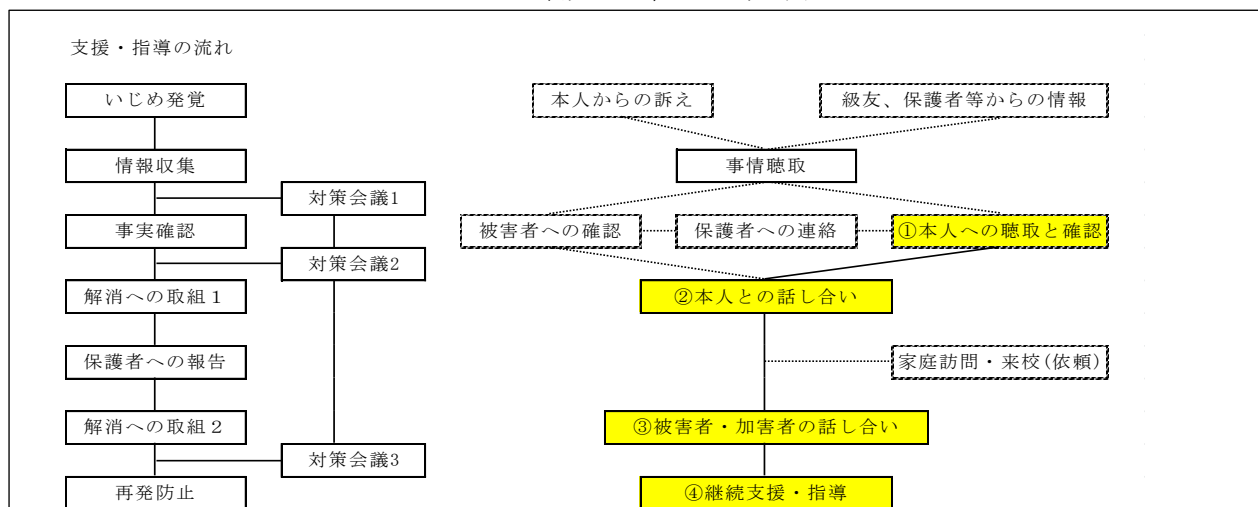 支援・指導の流れ
いじめ発覚
本人からの訴え
級友、保護者等からの情報
情報収集
事情聴取
対策会議1
事実確認
被害者への確認
保護者への連絡
①本人への聴取と確認
対策会議2
解消への取組１
②本人との話し合い
保護者への報告
家庭訪問・来校(依頼)
解消への取組２
③被害者・加害者の話し合い
対策会議3
再発防止
④継続支援・指導